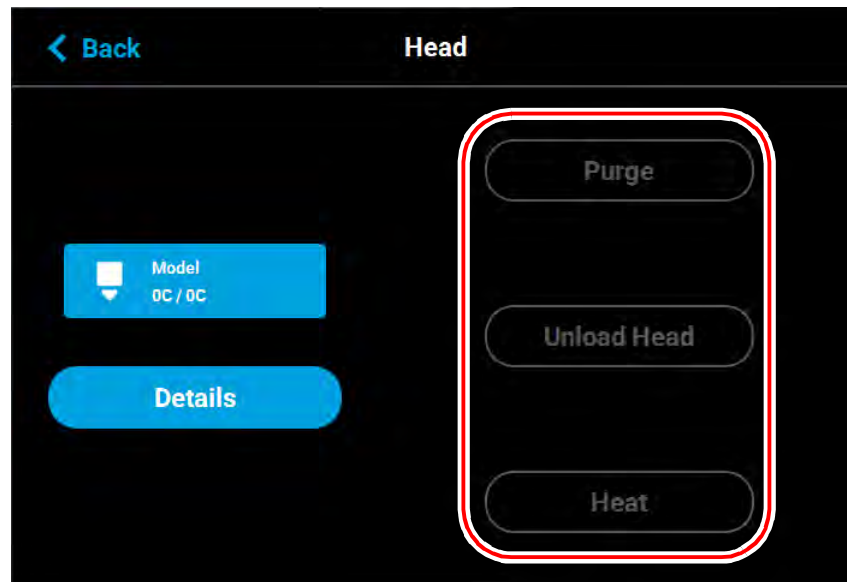 Back
Head
Purge
Model
0C / 0C
Unload Head
Details
Heat